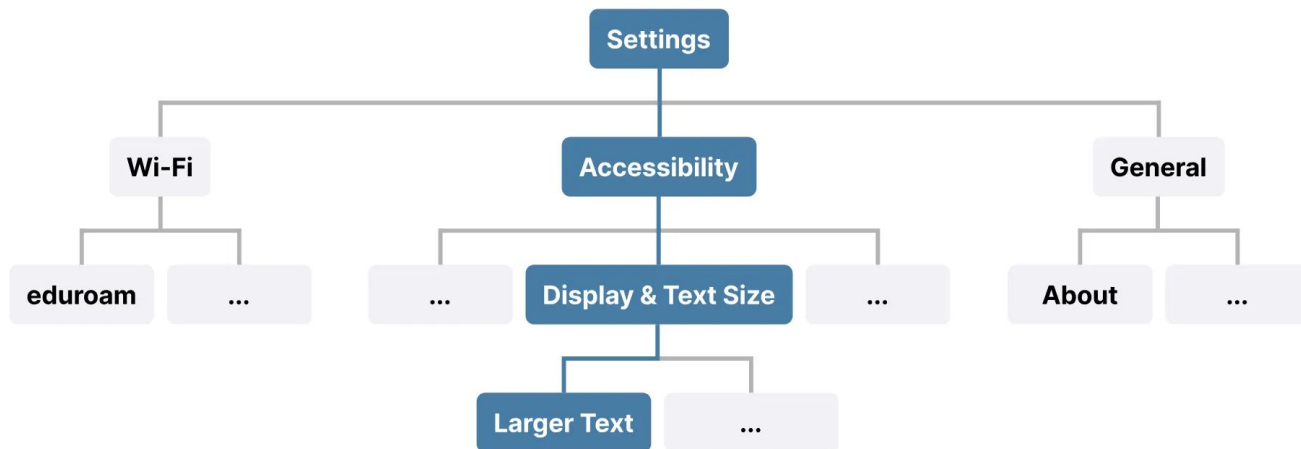 Settings
Wi-Fi
Accessibility
General
eduroam
...
...
Display & Text Size
...
About
...
Larger Text
...